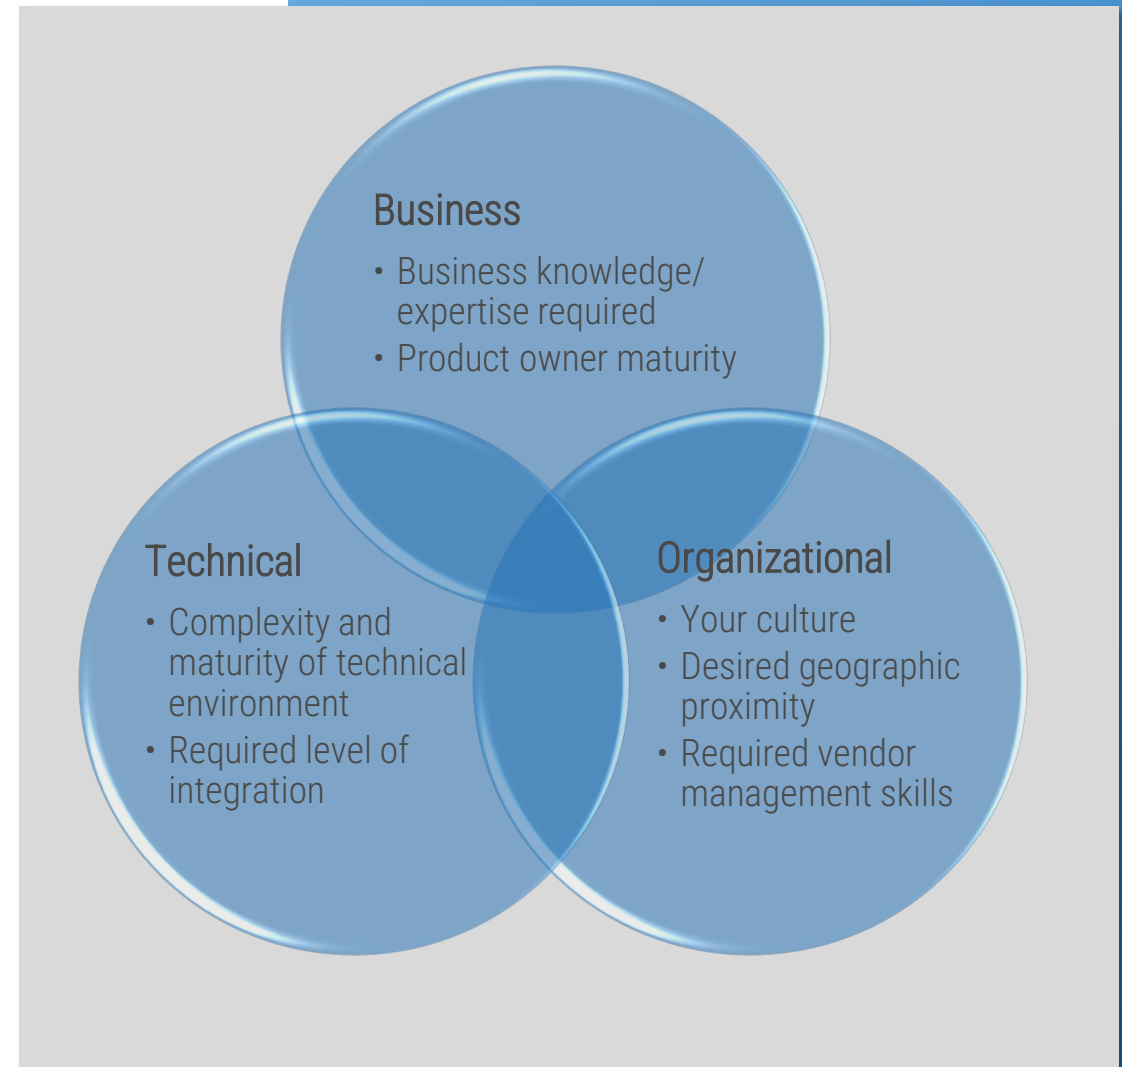 Business
• Business knowledge/
expertise required
• Product owner maturity
Technical
• Complexity and
maturity of technical
environment
• Required level of
integration
Organizational
• Your culture
• Desired geographic
proximity
• Required vendor
management skills